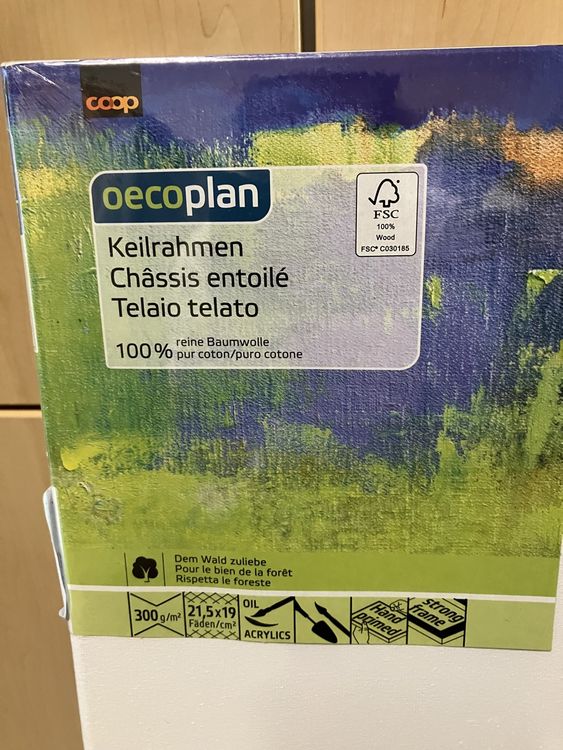 coop
oecoplan
FSC
100%
Wood
FSC® C030185
Keilrahmen
Châssis entoilé
Telaio telato
100% reine Baumwolle
pur coton/puro cotone
Dem Wald zuliebe
Pour le bien de la forêt
Rispetta le foreste
300 g/m²
21,5x19
Fäden/cm²
OIL
ACRYLICS
Hand
primed
strong
frame